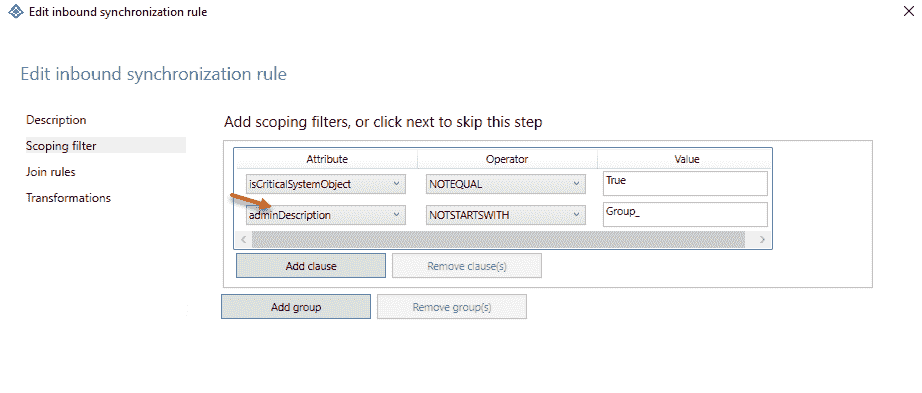 Edit inbound synchronization rule
Edit inbound synchronization rule
Description
Scoping filter
Join rules
Transformations
Add scoping filters, or click next to skip this step
Attribute Operator Value
isCriticalSystemObject NOTEQUAL True
adminDescription NOTSTARTSWITH Group_
Add clause Remove clause(s)
Add group Remove group(s)